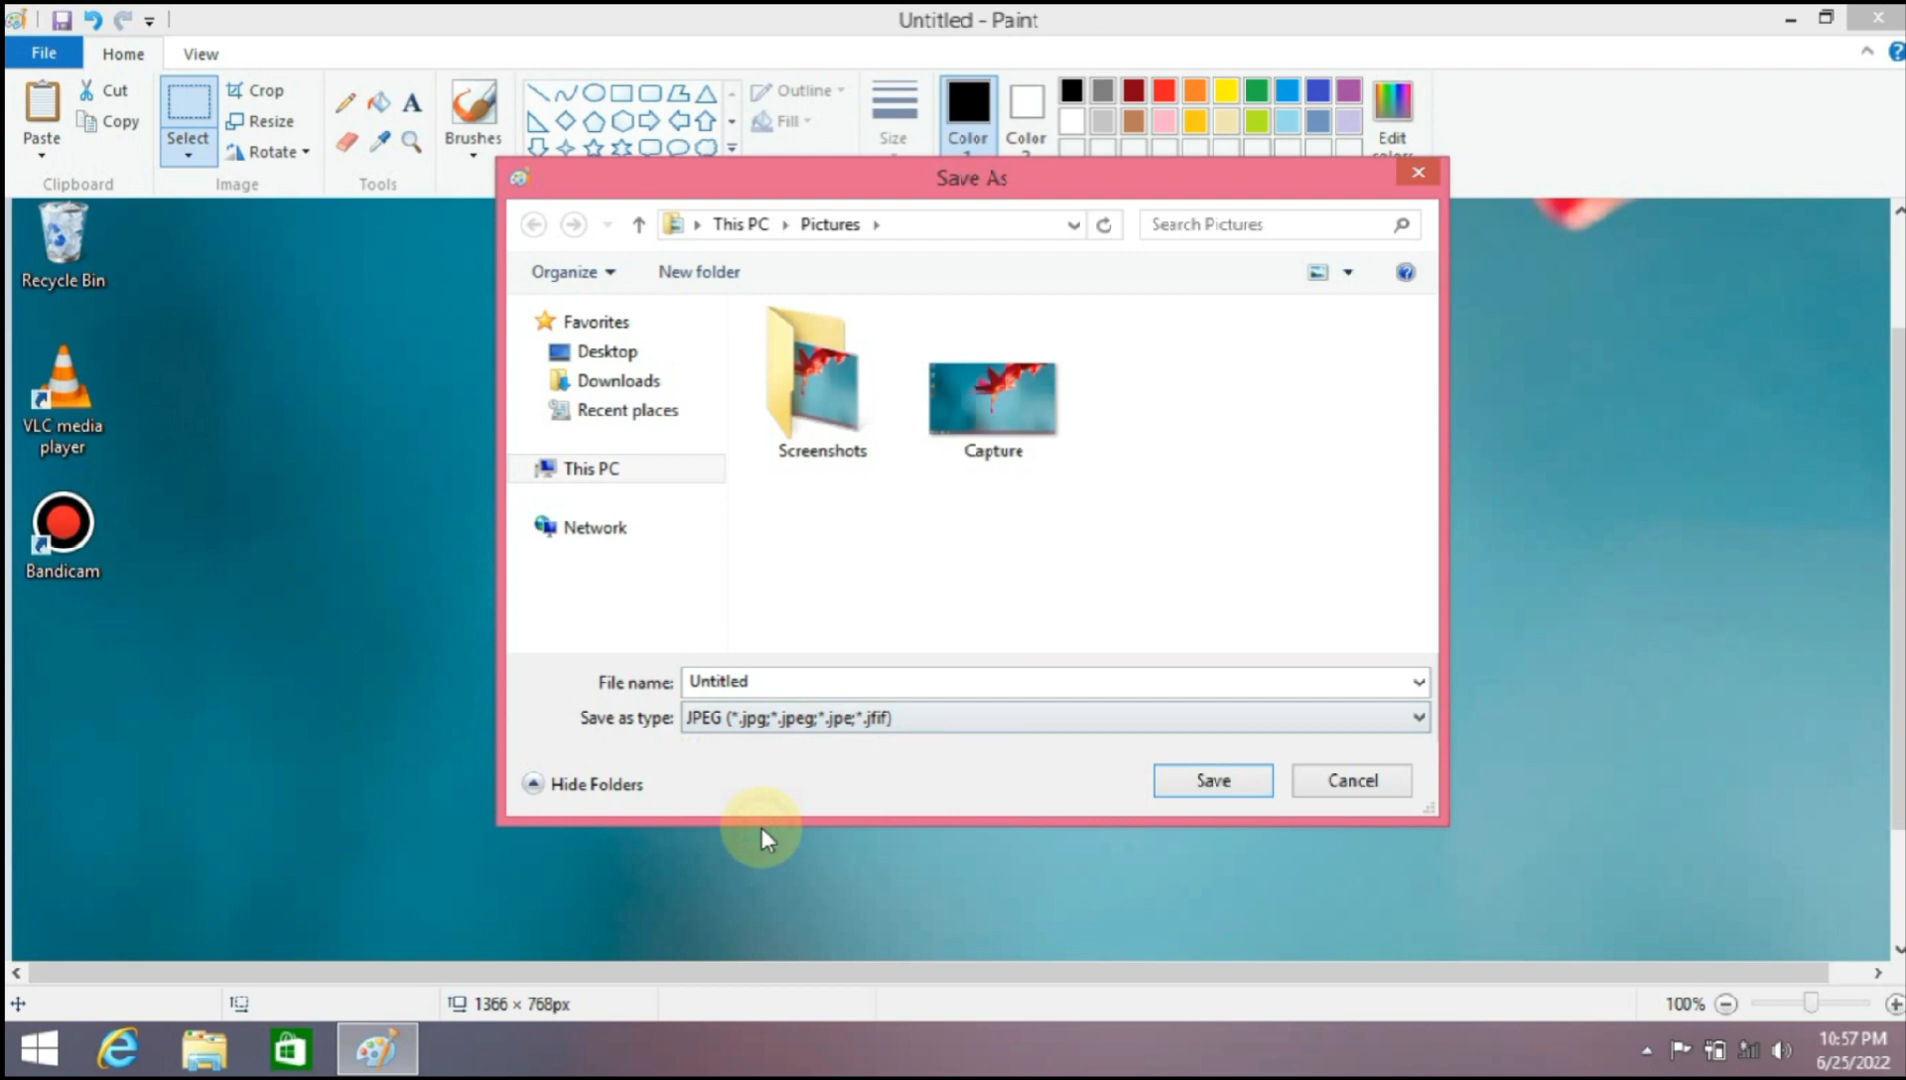 Untitled - Paint
File
Home
View
Paste
Cut
Copy
Clipboard
Select
Crop
Resize
Rotate
Image
A
Tools
Brushes
Outline
Fill
Size
Color
Color
Edit
Save As
This PC
Pictures
Search Pictures
Organize
New folder
Favorites
Desktop
Downloads
Recent places
This PC
Network
Screenshots
Capture
File name: Untitled
Save as type: JPEG (*.jpg;*.jpeg;*.jpe;*.jfif)
Hide Folders
Save
Cancel
Recycle Bin
VLC media
player
Bandicam
1366 × 768px
100%
10:57 PM
6/25/2022